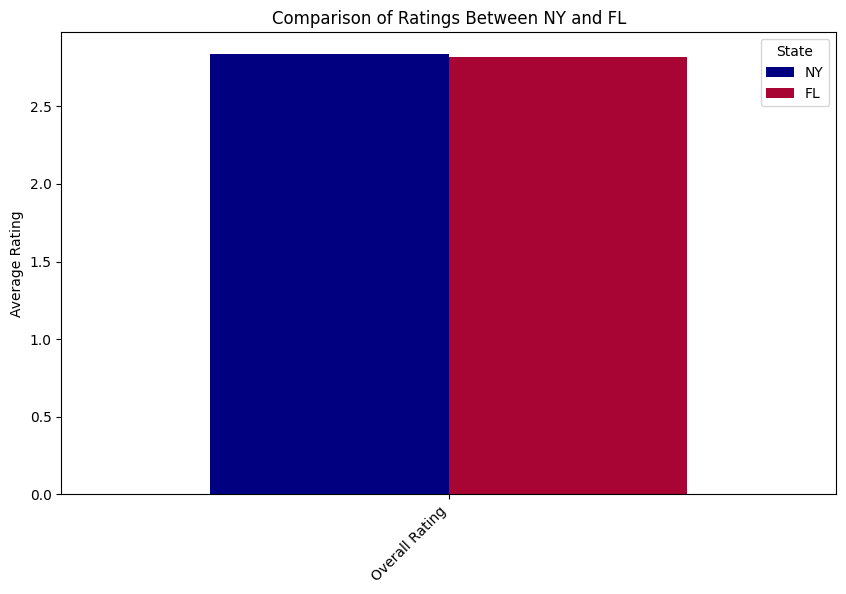 Comparison of Ratings Between NY and FL
State
NY
FL
Average Rating
2.5
2.0
1.5
1.0
0.5
0.0
Overall Rating